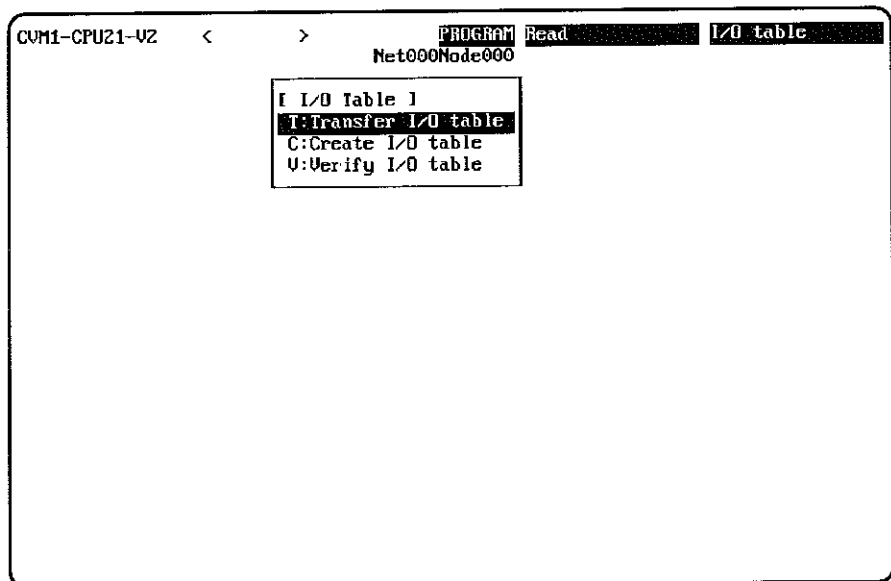 CVM1-CPU21-V2 < > PROGRAM Read I/O table
Net000Node000
[ I/O Table ]
T:Transfer I/O table
C:Create I/O table
V:Verify I/O table